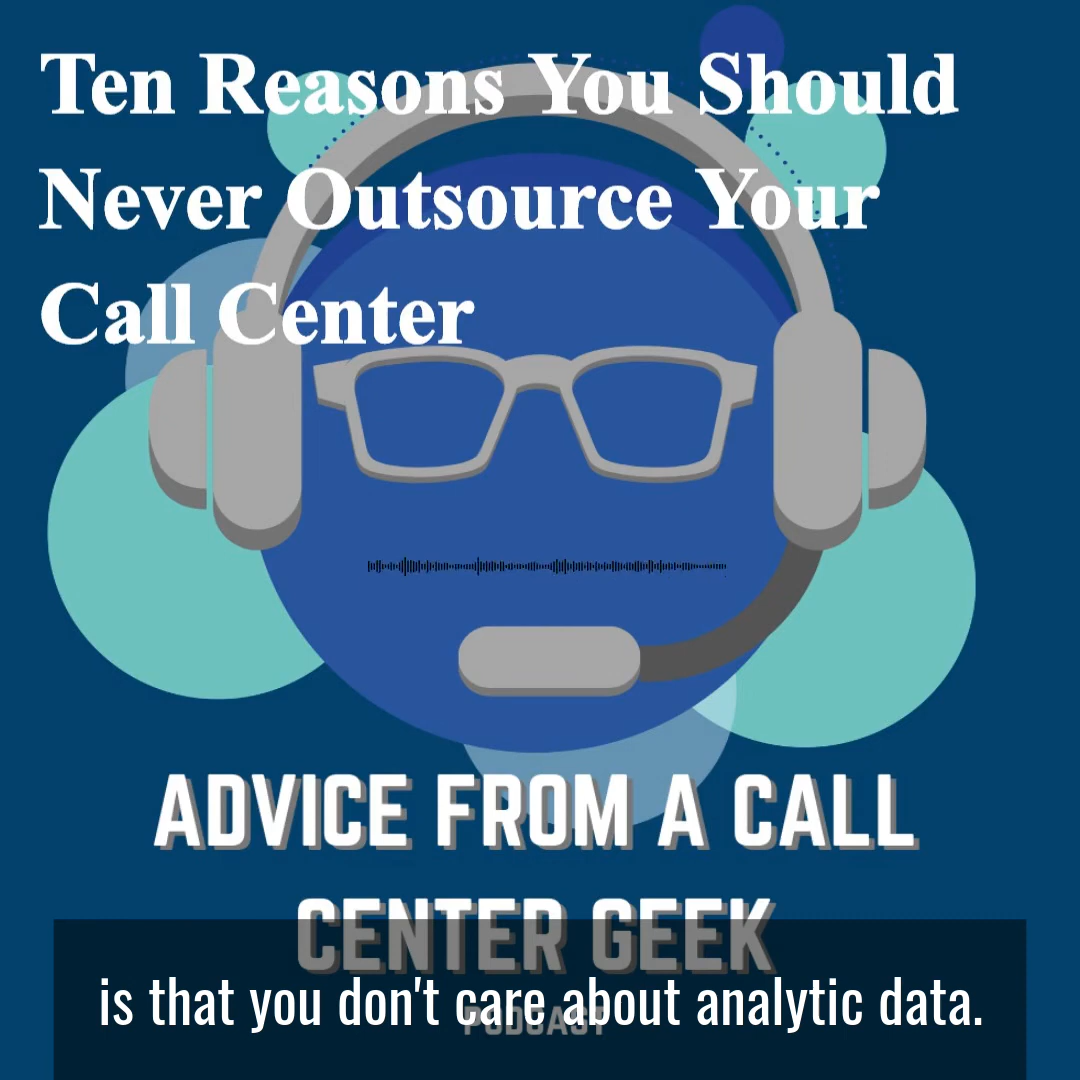 Ten Reasons You Should
Never Outsource Your
Call Center
ADVICE FROM A CALL
CENTER GEEK
PODCAST
is that you don't care about analytic data.